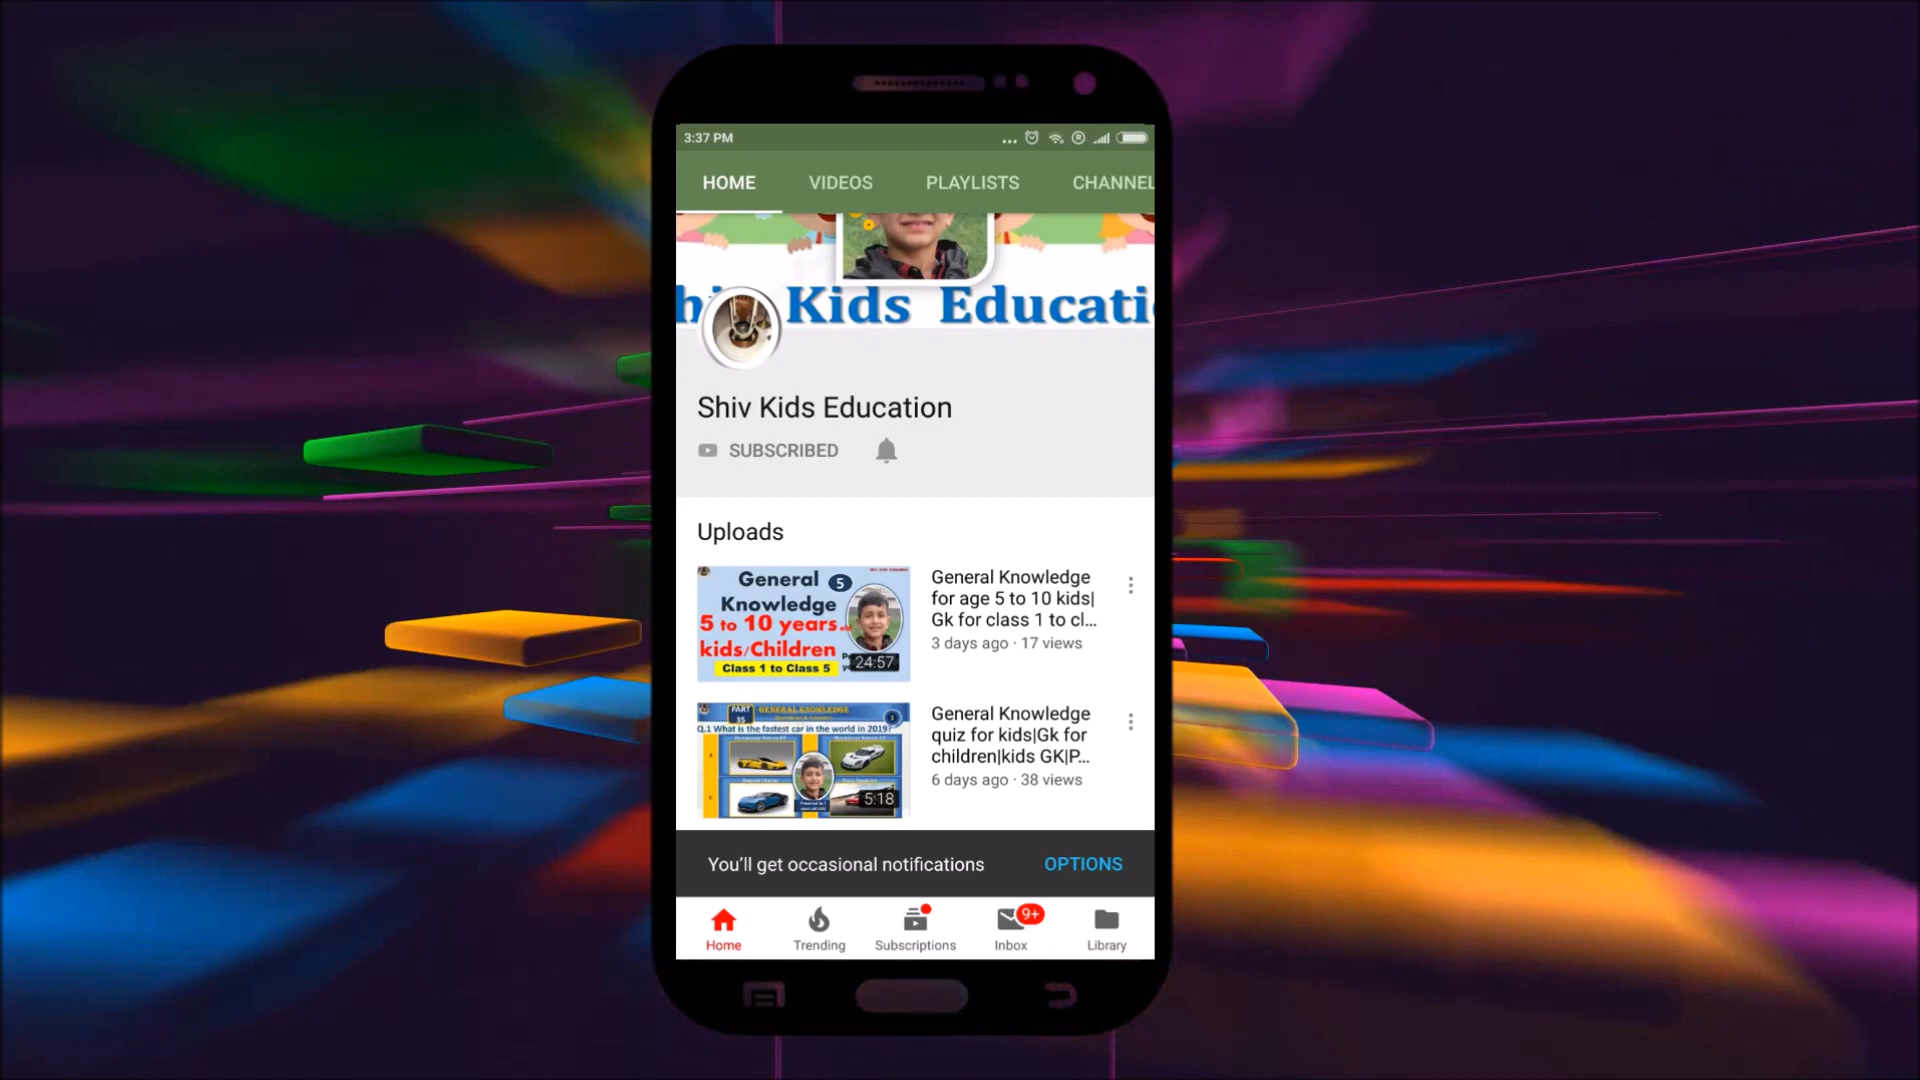 3:37 PM
HOME VIDEOS PLAYLISTS CHANNEL
Kids Educati
Shiv Kids Education
SUBSCRIBED
Uploads
General 5
Knowledge
5 to 10 years
kids/Children
Class 1 to Class 5
24:57
General Knowledge
for age 5 to 10 kids|
Gk for class 1 to cl...
3 days ago · 17 views
PART
35
GENERAL KNOWLEDGE
Q.1 What is the fastest car in the world in 2019?
5:18
General Knowledge
quiz for kids|Gk for
children|kids GK|P...
6 days ago · 38 views
You'll get occasional notifications OPTIONS
9+
Home Trending Subscriptions Inbox Library